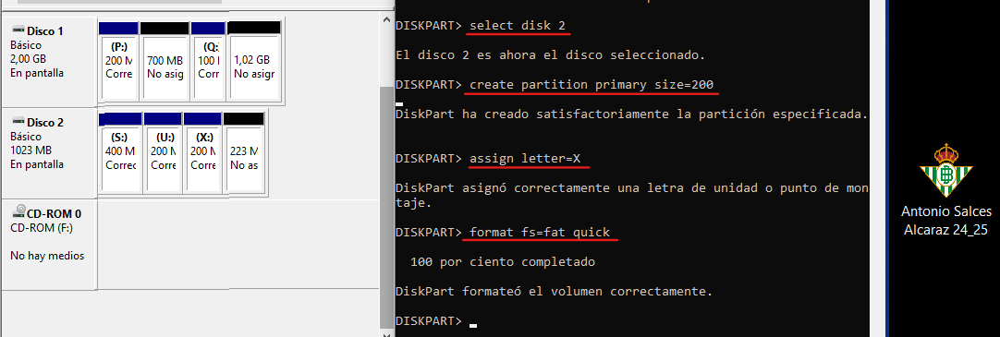 Disco 1
Básico
2,00 GB
En pantalla
(P:)
200 M
Corre
700 MB
No asig
(Q:
100 I
Corre
1,02 GB
No asigr
Disco 2
Básico
1023 MB
En pantalla
(S:)
400 M
Correc
(U:)
200 N
Corre
(X:)
200 N
Corre
223 M
No as
CD-ROM 0
CD-ROM (F:)
No hay medios
DISKPART> select disk 2
El disco 2 es ahora el disco seleccionado.
DISKPART> create partition primary size=200
DiskPart ha creado satisfactoriamente la partición especificada.
DISKPART> assign letter=X
DiskPart asignó correctamente una letra de unidad o punto de mon
taje.
DISKPART> format fs=fat quick
100 por ciento completado
DiskPart formateó el volumen correctamente.
DISKPART>
Antonio Salces
Alcaraz 24_25